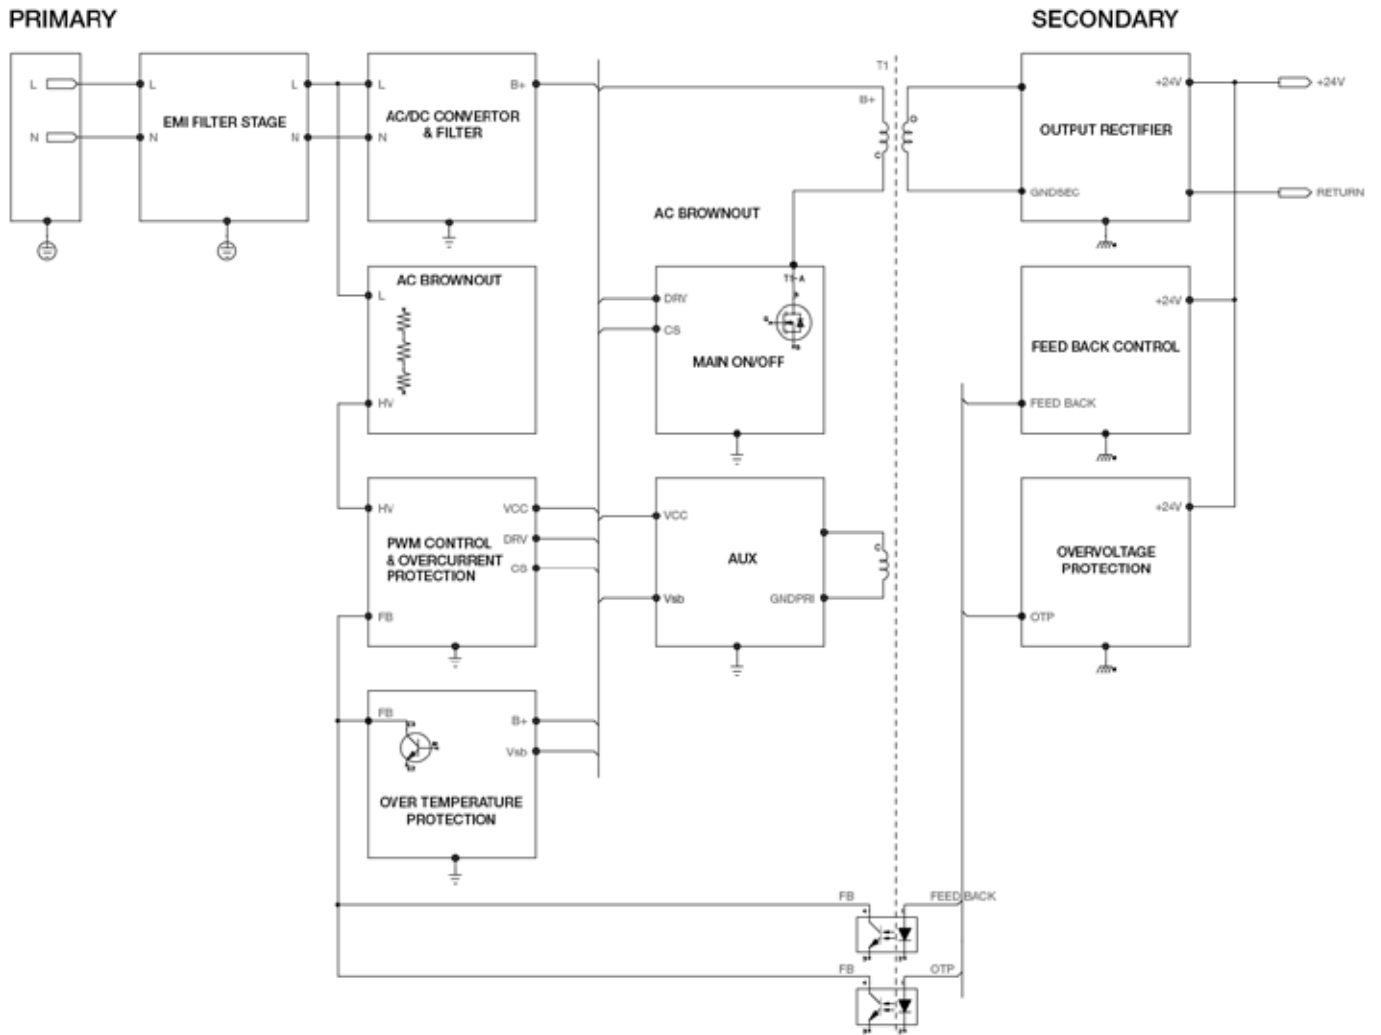 PRIMARY
SECONDARY
L
N
L
N
EMI FILTER STAGE
L
N
L
N
AC/DC CONVERTOR
& FILTER
B+
T1
B+
C
+24V
OUTPUT RECTIFIER
GNDSEC
+24V
RETURN
AC BROWNOUT
L
HV
AC BROWNOUT
DRV
CS
T1-A
MAIN ON/OFF
+24V
FEED BACK CONTROL
FEED BACK
HV
FB
PWM CONTROL
& OVERCURRENT
PROTECTION
VCC
DRV
CS
VCC
Vsb
AUX
GNDPRI
C
+24V
OVERVOLTAGE
PROTECTION
OTP
FB
B+
Vsb
OVER TEMPERATURE
PROTECTION
FB
FEED BACK
FB
OTP